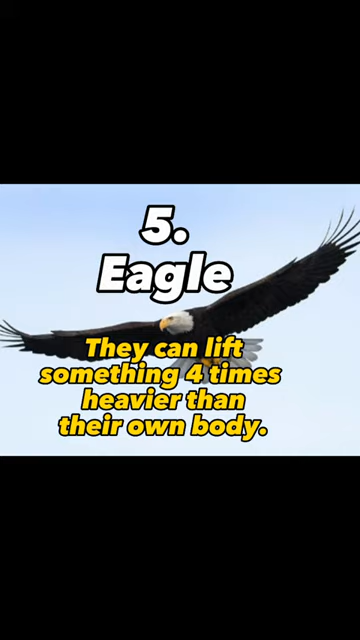 5.
Eagle
They can lift
something 4 times
heavier than
their own body.